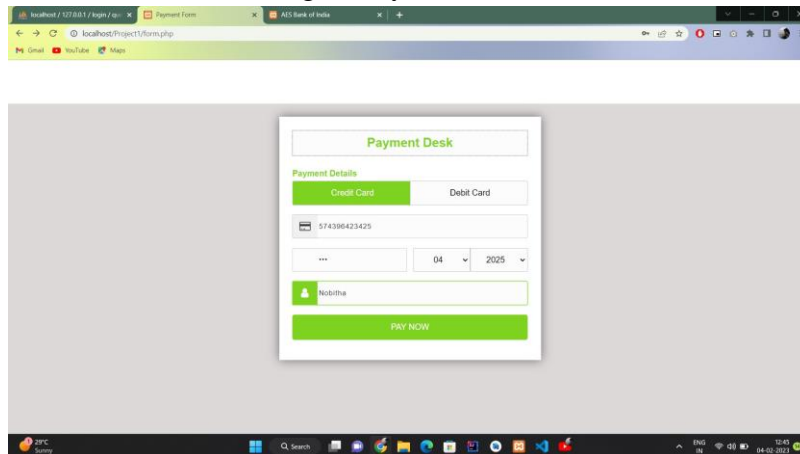 localhost / 127.0.0.1 / login / que
Payment Form
AES Bank of India
localhost/Project1/form.php
Gmail
YouTube
Maps
Payment Desk
Payment Details
Credit Card
Debit Card
574396423425
•••
04
2025
Nobitha
PAY NOW
29°C
Sunny
Search
ENG
IN
12:45
04-02-2023